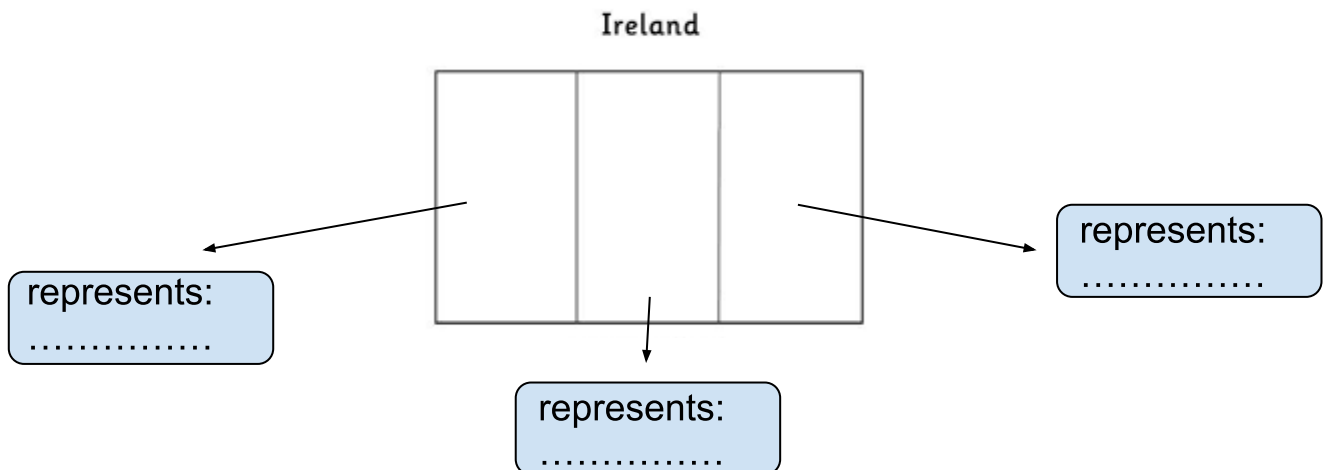 Ireland
represents:
……………
represents:
……………
represents:
……………